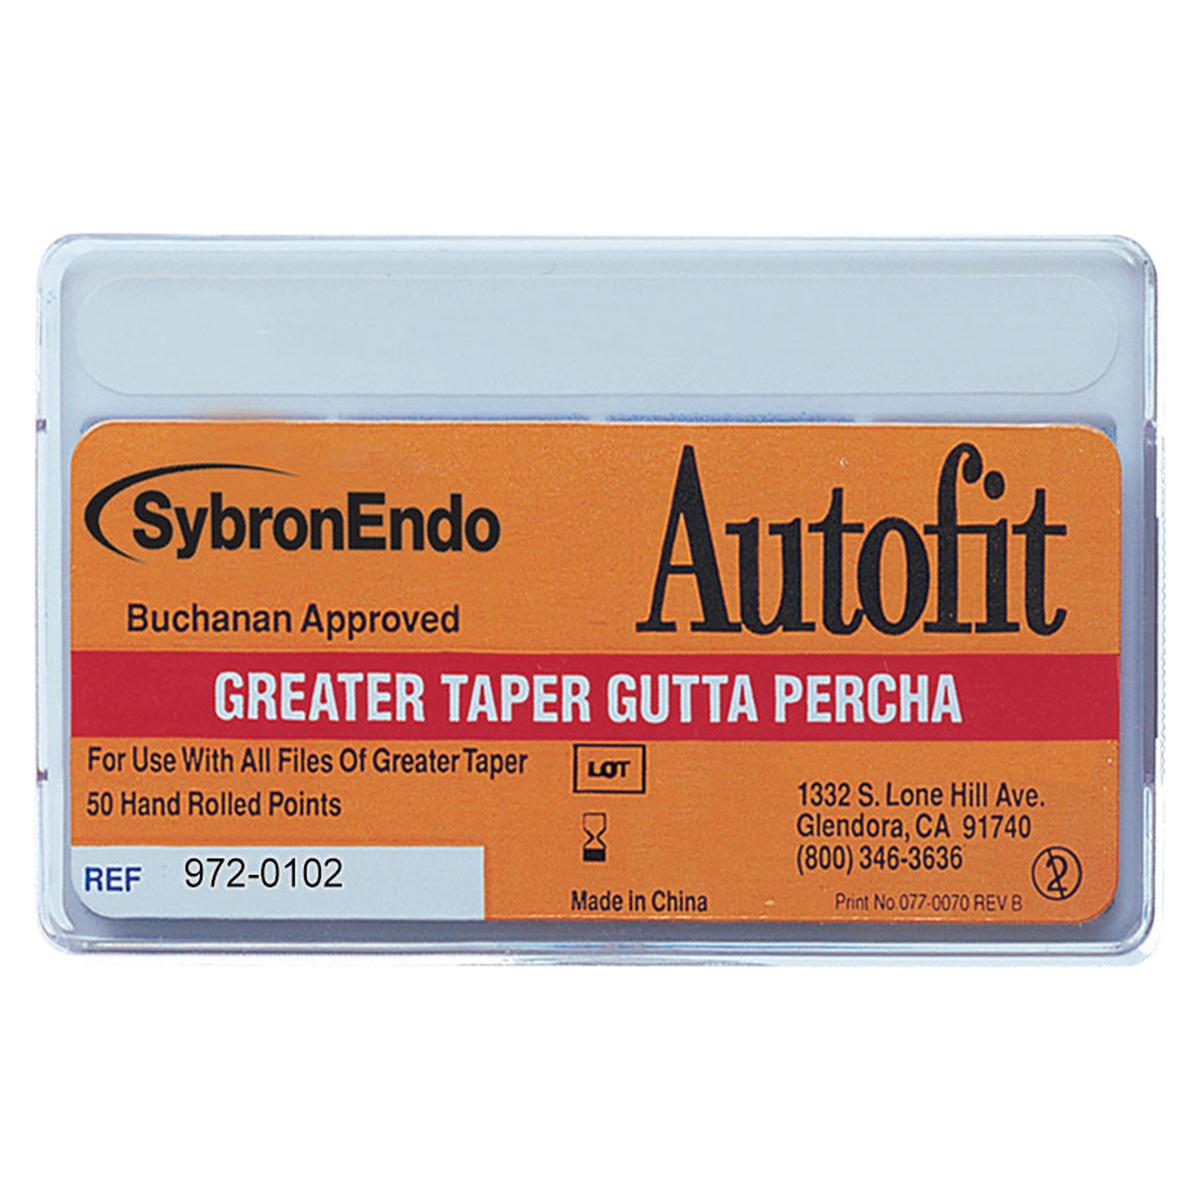 SybronEndo
Autofit
Buchanan Approved
GREATER TAPER GUTTA PERCHA
For Use With All Files Of Greater Taper
50 Hand Rolled Points
LOT
REF 972-0102
Made in China
1332 S. Lone Hill Ave.
Glendora, CA 91740
(800) 346-3636
Print No 077-0070 REV B
2